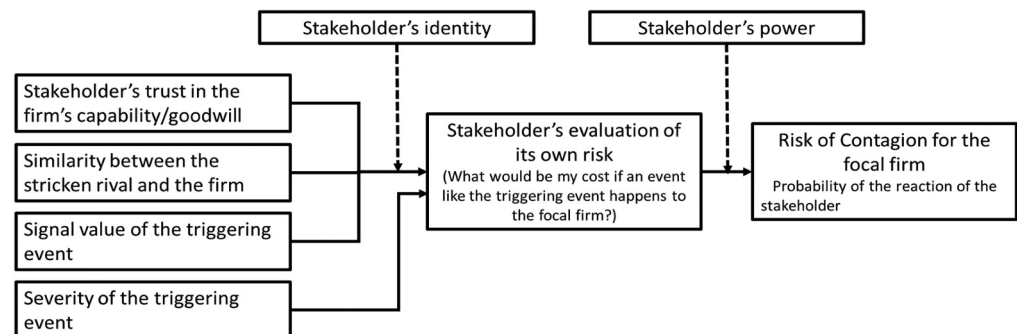 Stakeholder's identity
Stakeholder's power
Stakeholder's trust in the
firm's capability/goodwill
Similarity between the
stricken rival and the firm
Signal value of the triggering
event
Severity of the triggering
event
Stakeholder's evaluation of
its own risk
(What would be my cost if an event
like the triggering event happens to
the focal firm?)
Risk of Contagion for the
focal firm
Probability of the reaction of the
stakeholder